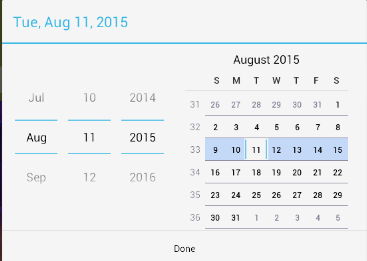 Tue, Aug 11, 2015
Jul 10 2014
Aug 11 2015
Sep 12 2016
August 2015
S M T W T F S
31 26 27 28 29 30 31 1
32 2 3 4 5 6 7 8
33 9 10 11 12 13 14 15
34 16 17 18 19 20 21 22
35 23 24 25 26 27 28 29
36 30 31 1 2 3 4 5
Done